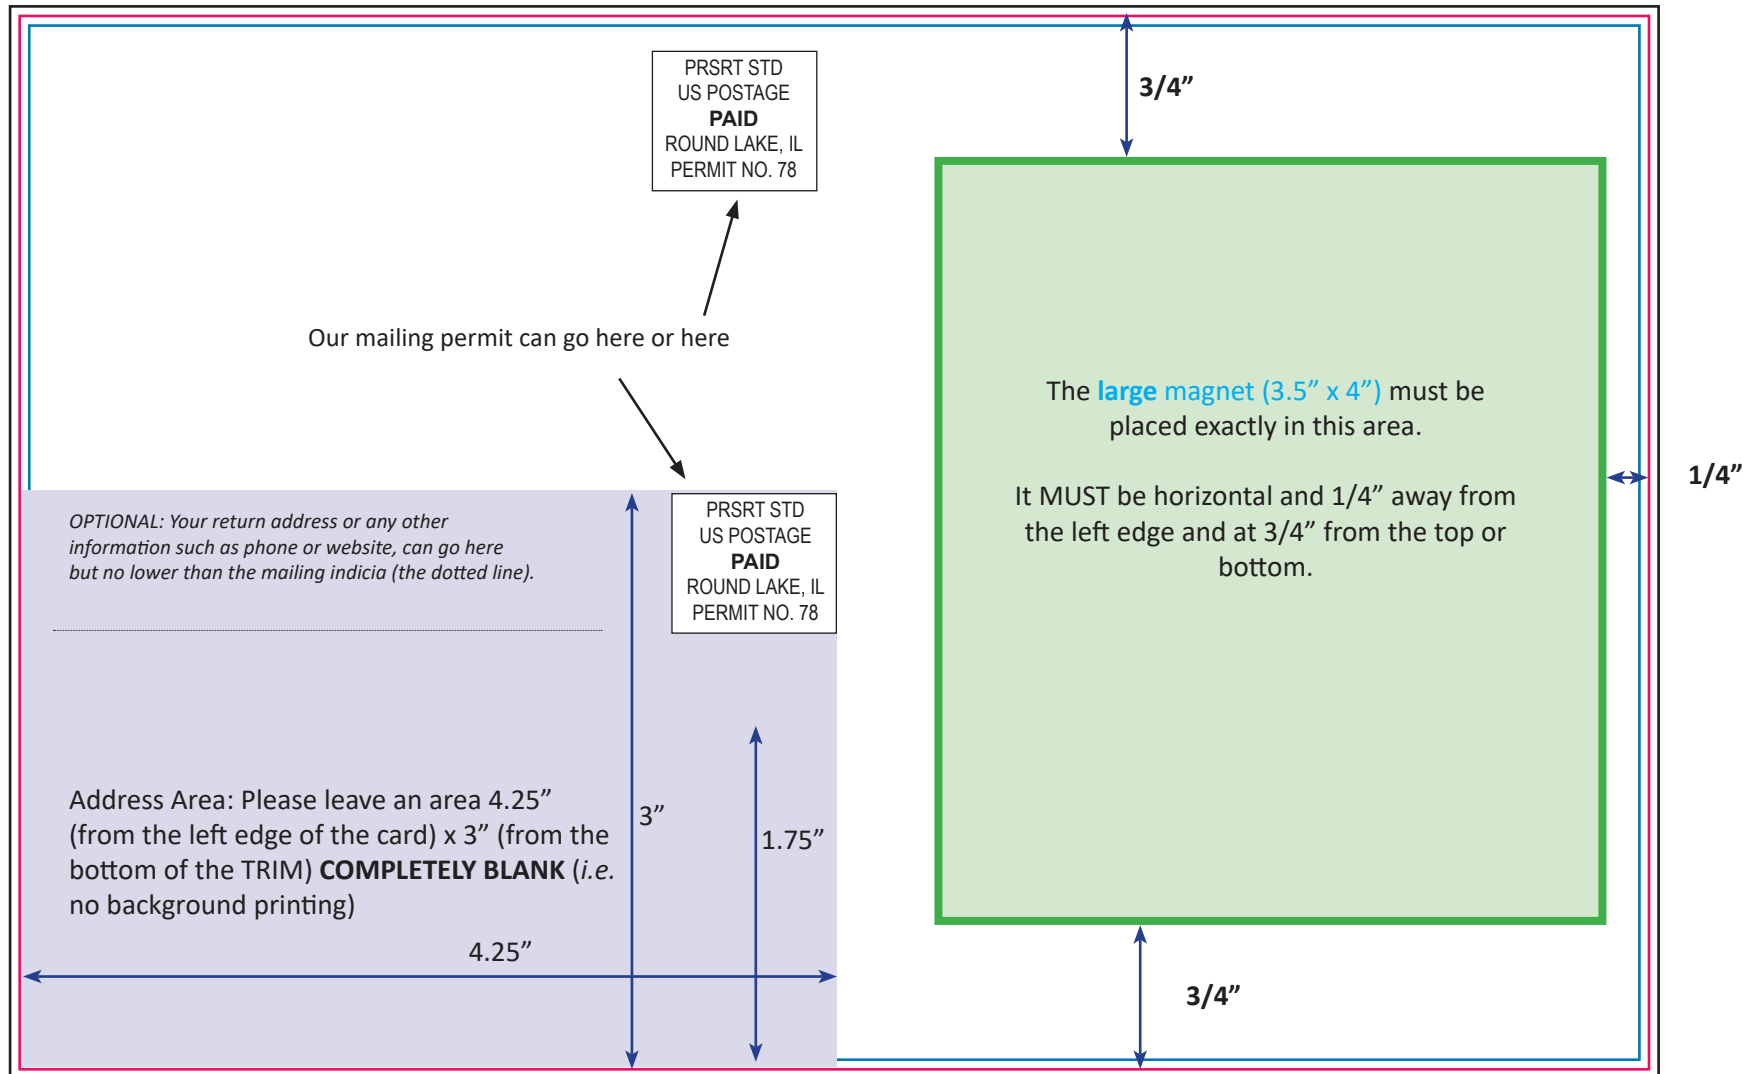 PRSRT STD
US POSTAGE
PAID
ROUND LAKE, IL
PERMIT NO. 78
3/4”
Our mailing permit can go here or here
The large magnet (3.5” x 4”) must be
placed exactly in this area.
It MUST be horizontal and 1/4” away from
the left edge and at 3/4” from the top or
bottom.
1/4”
OPTIONAL: Your return address or any other
information such as phone or website, can go here
but no lower than the mailing indicia (the dotted line).
PRSRT STD
US POSTAGE
PAID
ROUND LAKE, IL
PERMIT NO. 78
Address Area: Please leave an area 4.25”
(from the left edge of the card) x 3” (from the
bottom of the TRIM) COMPLETELY BLANK (i.e.
no background printing)
3”
1.75”
4.25”
3/4”